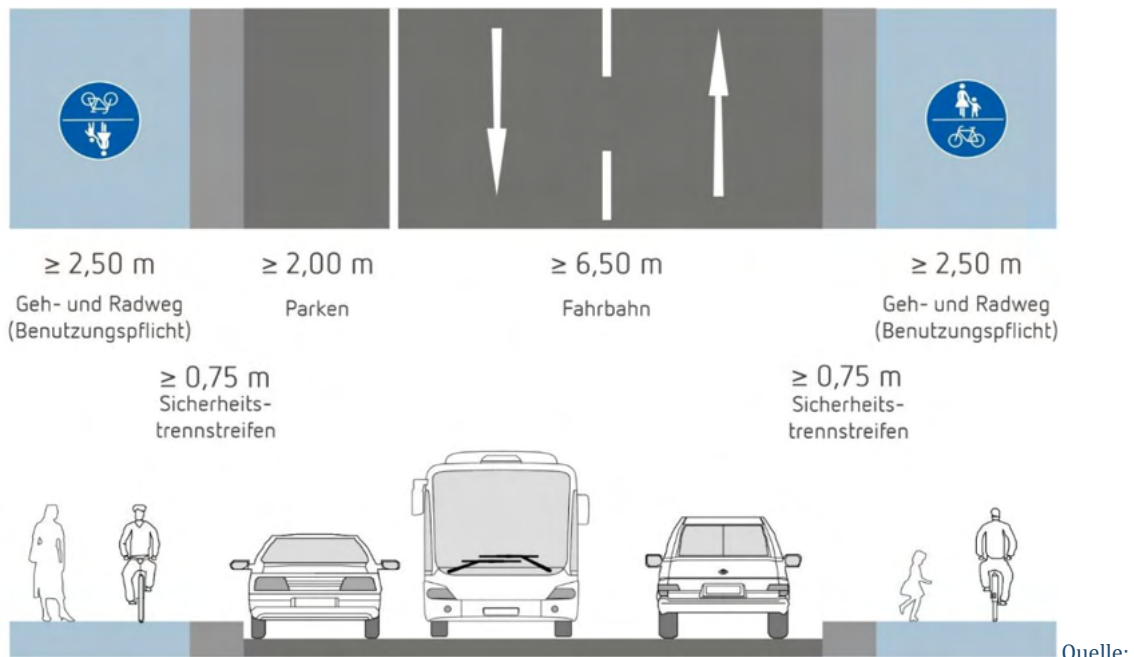 ≥ 2,50 m
Geh- und Radweg
(Benutzungspflicht)
≥ 2,00 m
Parken
≥ 6,50 m
Fahrbahn
≥ 2,50 m
Geh- und Radweg
(Benutzungspflicht)
≥ 0,75 m
Sicherheits-
trennstreifen
≥ 0,75 m
Sicherheits-
trennstreifen
Quelle: